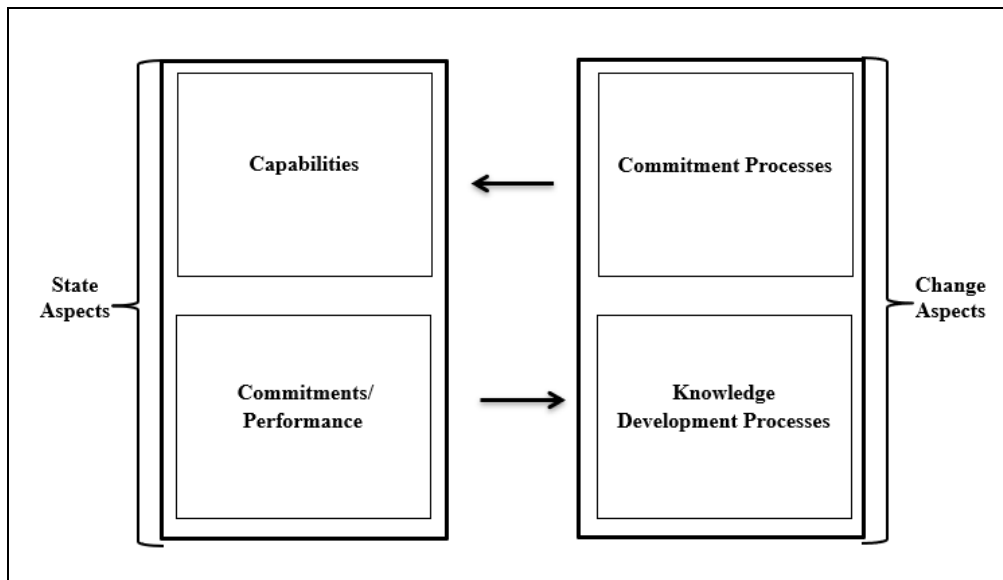 Capabilities
Commitment Processes
State
Aspects
Change
Aspects
Commitments/
Performance
Knowledge
Development Processes